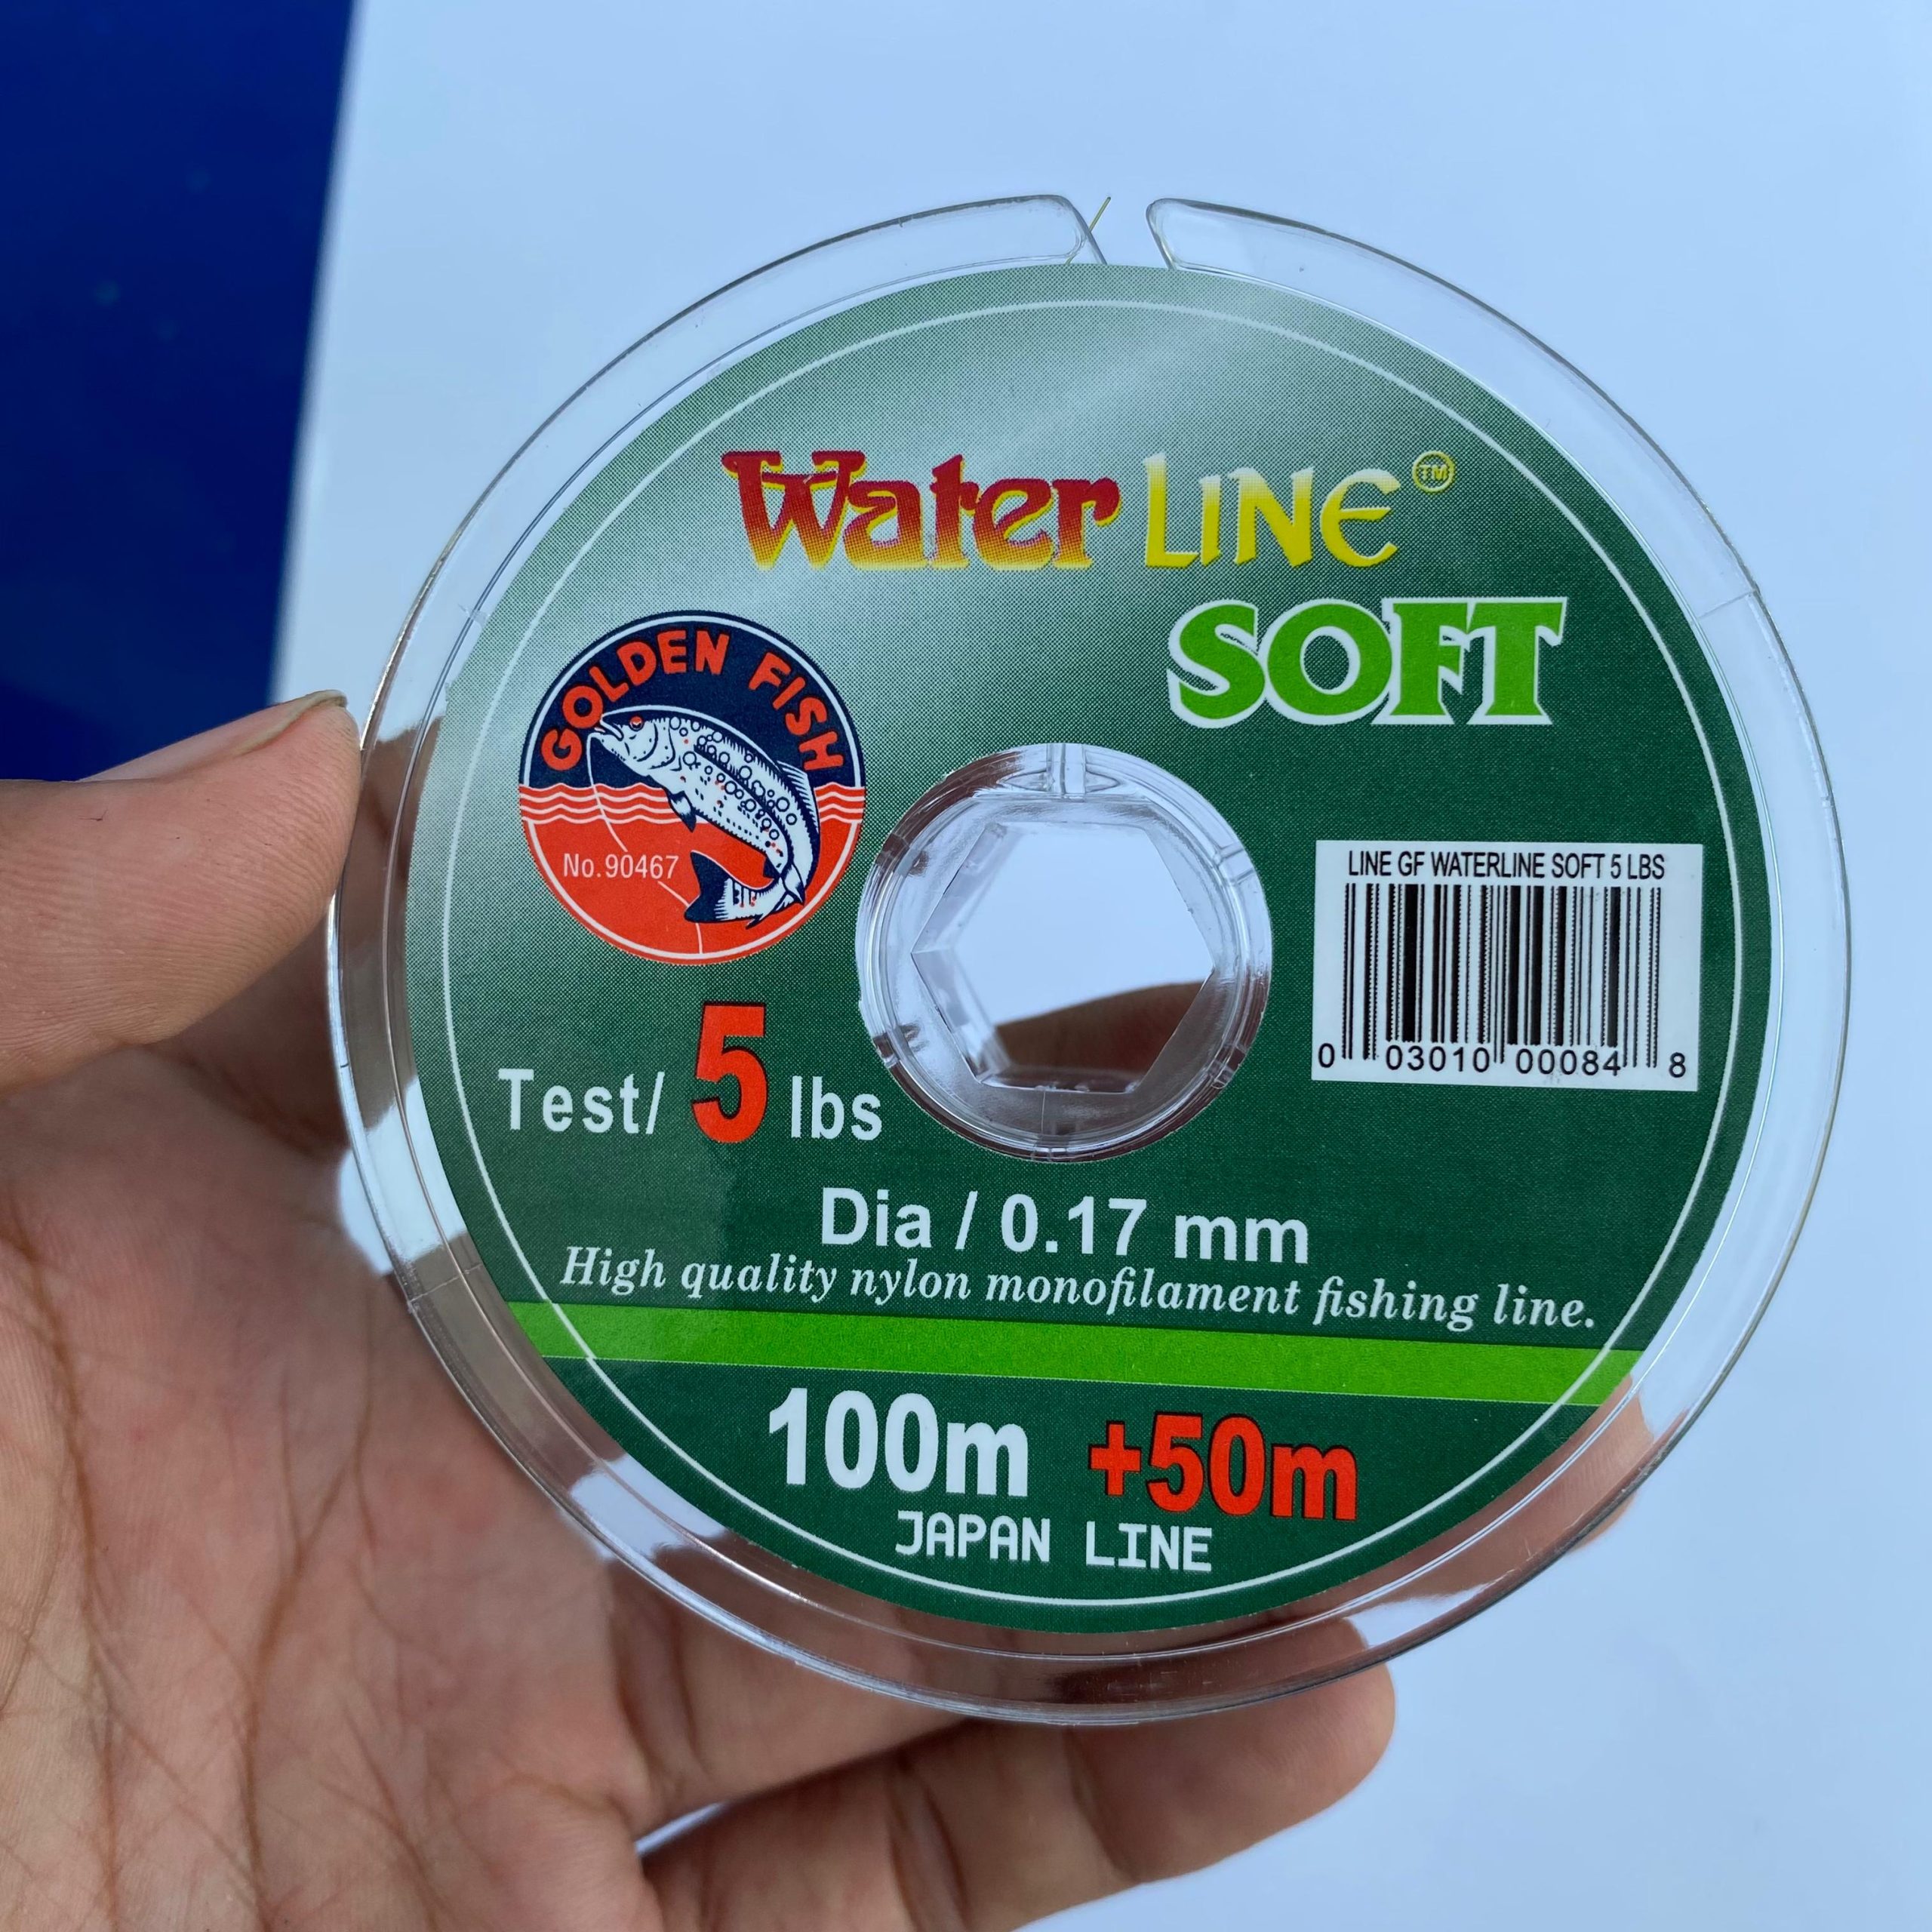 Water LINE™
SOFT
GOLDEN FISH
No.90467
LINE GF WATERLINE SOFT 5 LBS
0 03010 00084 8
Test/ 5 lbs
Dia / 0.17 mm
High quality nylon monofilament fishing line.
100m +50m
JAPAN LINE